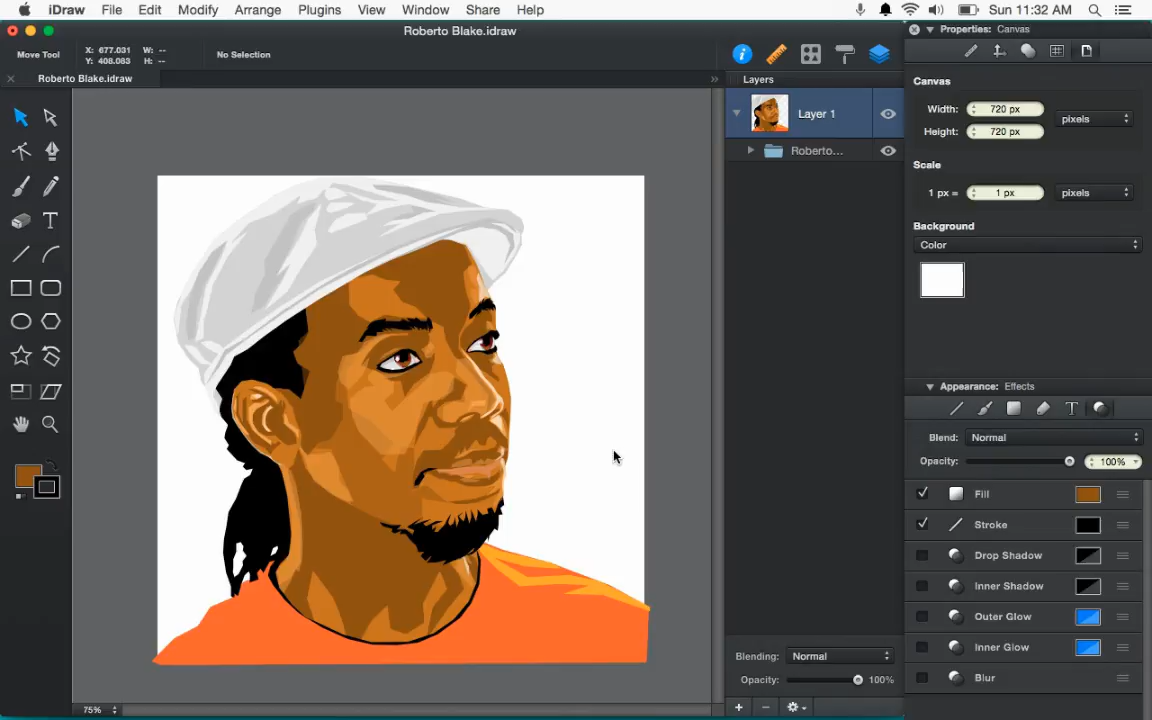 iDraw File Edit Modify Arrange Plugins View Window Share Help Sun 11:32 AM
Roberto Blake.idraw
Properties: Canvas
Move Tool X: 677.031 W: -- No Selection
Y: 408.083 H: --
Roberto Blake.idraw
Layers
Canvas
Layer 1
Width: 720 px pixels
Height: 720 px
Roberto...
Scale
1 px = 1 px pixels
Background
Color
T
Appearance: Effects
T
Blend: Normal
Opacity: 100%
Fill
Stroke
Drop Shadow
Inner Shadow
Outer Glow
Inner Glow
Blur
Blending: Normal
Opacity: 100%
75%